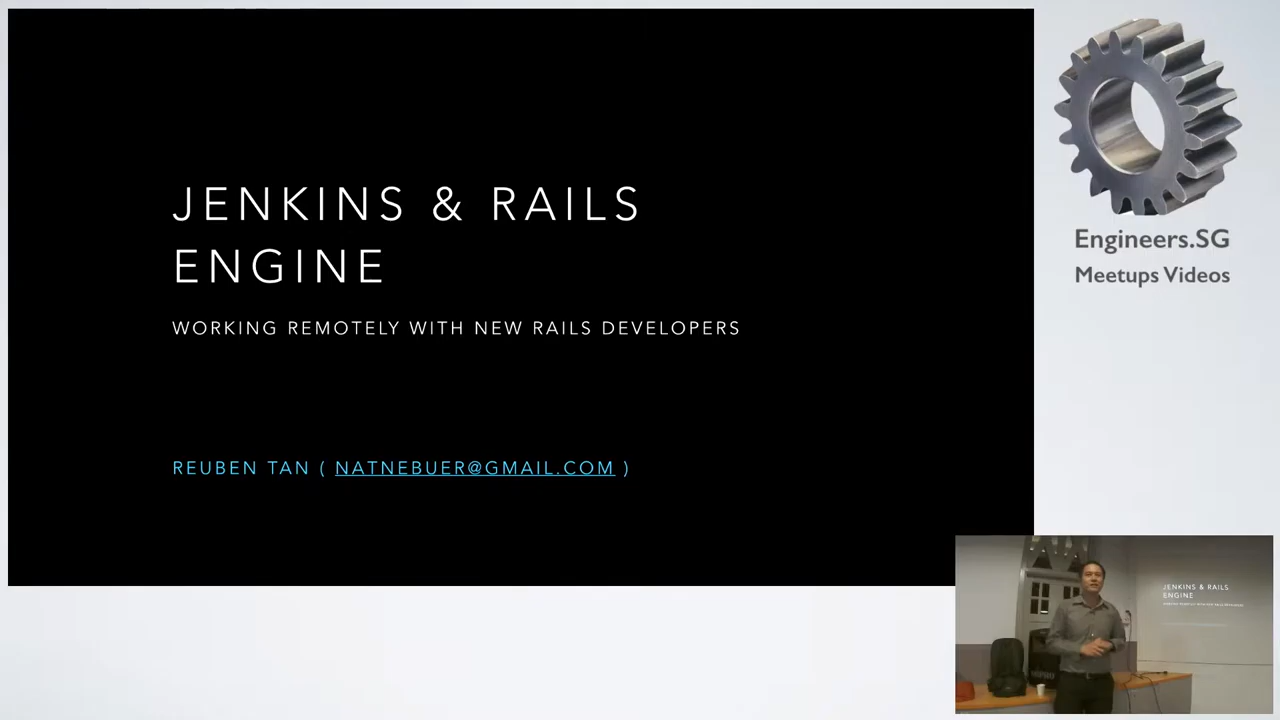 JENKINS & RAILS
ENGINE
WORKING REMOTELY WITH NEW RAILS DEVELOPERS
REUBEN TAN ( NATNEBUER@GMAIL.COM )
Engineers.SG
Meetups Videos
JENKINS & RAILS
ENGINE